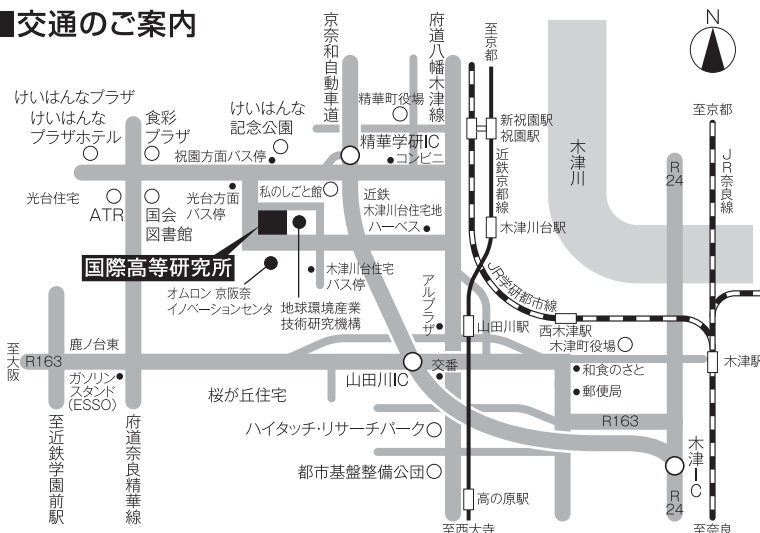 ■交通のご案内
京奈和自動車道
府道八幡木津線
至京都
N
けいはんなプラザ
けいはんな
プラザホテル
食彩
プラザ
けいはんな
記念公園
精華町役場
新祝園駅
祝園駅
至京都
祝園方面バス停
精華学研IC
コンビニ
近鉄京都線
木津川
R
24
JR奈良線
光台住宅
ATR
国会
図書館
光台方面
バス停
私のしごと館
近鉄
木津川台住宅地
ハーベス
木津川台駅
国際高等研究所
木津川台住宅
バス停
オムロン 京阪奈
イノベーションセンタ
地球環境産業
技術研究機構
アルプラザ
JR学研都市線
山田川駅
西木津駅
木津町役場
至大阪
R163
鹿ノ台東
ガソリン
スタンド
(ESSO)
桜が丘住宅
山田川IC
交番
和食のさと
郵便局
木津駅
至近鉄学園前駅
府道奈良精華線
ハイタッチ・リサーチパーク
R163
木津IC
都市基盤整備公団
高の原駅
R
24
至西大寺
至奈良